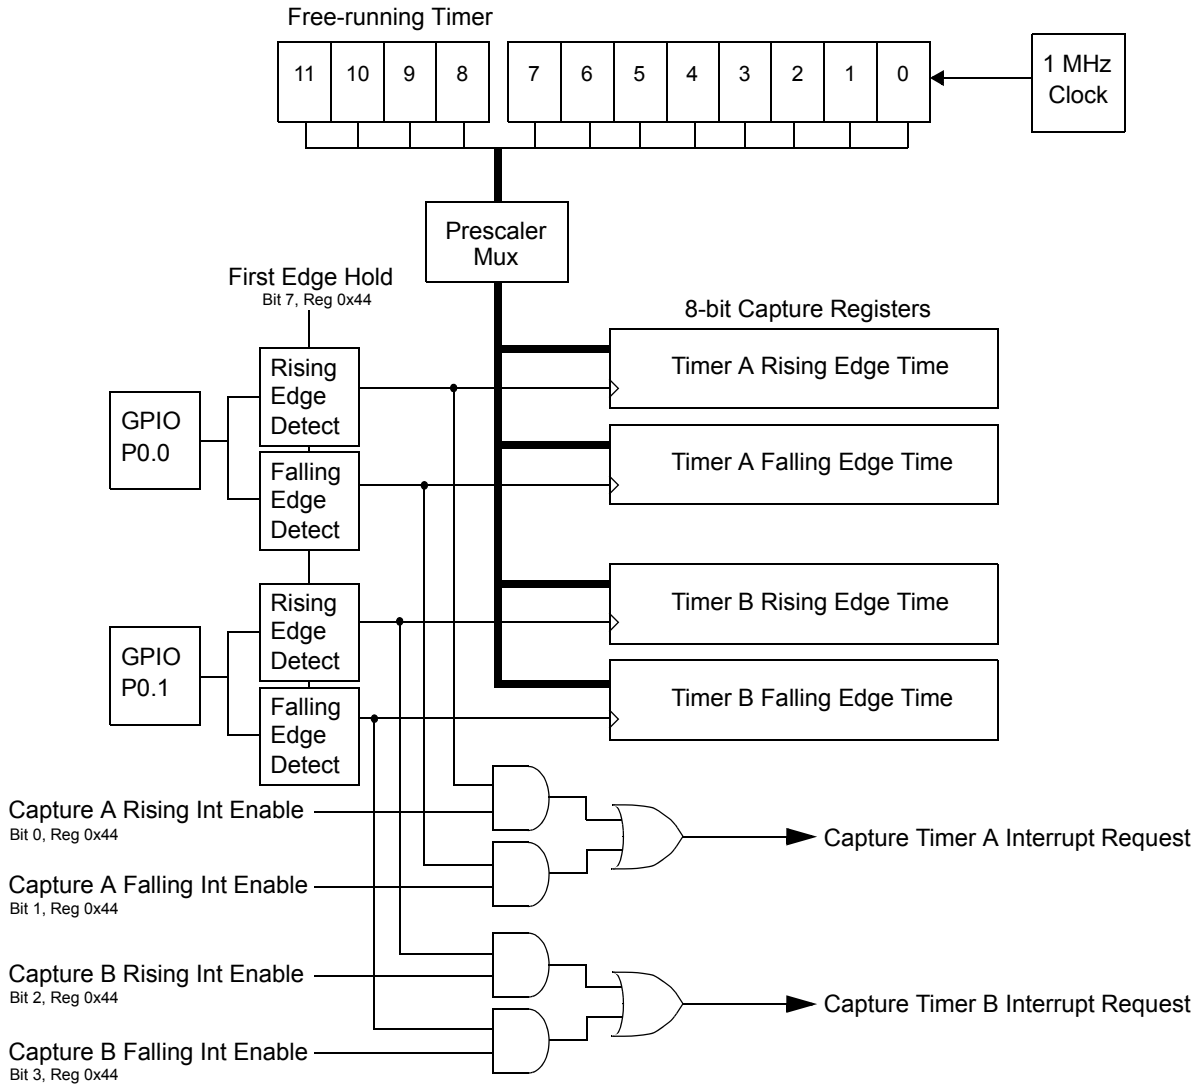 Free-running Timer
11 10 9 8 7 6 5 4 3 2 1 0
1 MHz
Clock
Prescaler
Mux
First Edge Hold
Bit 7, Reg 0x44
8-bit Capture Registers
Rising
Edge
Detect
Timer A Rising Edge Time
GPIO
P0.0
Falling
Edge
Detect
Timer A Falling Edge Time
Rising
Edge
Detect
Timer B Rising Edge Time
GPIO
P0.1
Falling
Edge
Detect
Timer B Falling Edge Time
Capture A Rising Int Enable
Bit 0, Reg 0x44
Capture Timer A Interrupt Request
Capture A Falling Int Enable
Bit 1, Reg 0x44
Capture B Rising Int Enable
Bit 2, Reg 0x44
Capture Timer B Interrupt Request
Capture B Falling Int Enable
Bit 3, Reg 0x44